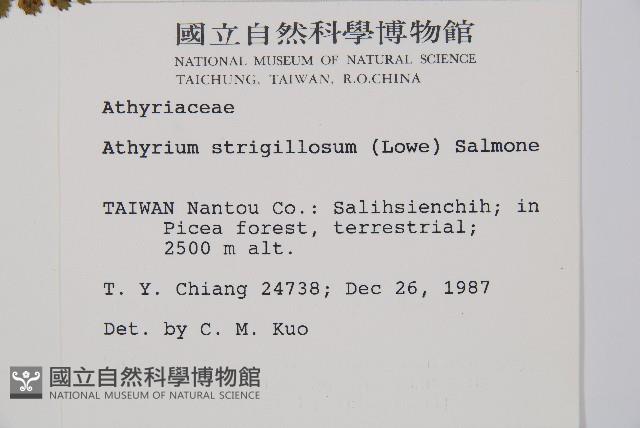 國立自然科學博物館
NATIONAL MUSEUM OF NATURAL SCIENCE
TAICHUNG, TAIWAN, R.O.CHINA
Athyriaceae
Athyrium strigillosum (Lowe) Salmone
TAIWAN Nantou Co.: Salihsienchih; in
Picea forest, terrestrial;
2500 m alt.
T. Y. Chiang 24738; Dec 26, 1987
Det. by C. M. Kuo
國立自然科學博物館
NATIONAL MUSEUM OF NATURAL SCIENCE